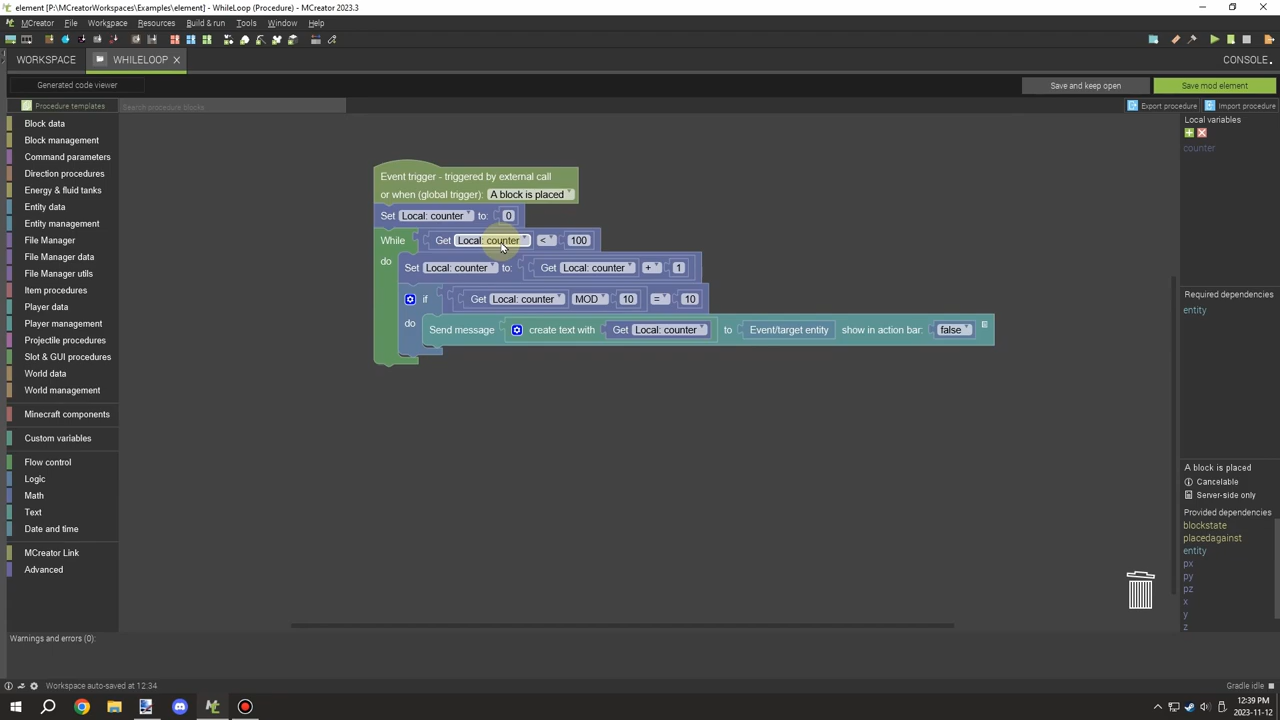 element [P:\MCreatorWorkspaces\Examples\element] - WhileLoop (Procedure) - MCreator 2023.3
MCreator File Workspace Resources Build & run Tools Window Help
WORKSPACE WHILELOOP CONSOLE
Generated code viewer Save and keep open Save mod element
Procedure templates Search procedure blocks Export procedure Import procedure
Block data
Block management
Command parameters
Direction procedures
Energy & fluid tanks
Entity data
Entity management
File Manager
File Manager data
File Manager utils
Item procedures
Player data
Player management
Projectile procedures
Slot & GUI procedures
World data
World management
Minecraft components
Custom variables
Flow control
Logic
Math
Text
Date and time
MCreator Link
Advanced
Event trigger - triggered by external call
or when (global trigger): A block is placed
Set Local: counter to: 0
While Get Local: counter < 100
do Set Local: counter to: Get Local: counter + 1
if Get Local: counter MOD 10 = 10
do Send message create text with Get Local: counter to Event/target entity show in action bar: false
Local variables
counter
Required dependencies
entity
A block is placed
Cancelable
Server-side only
Provided dependencies
blockstate
placedagainst
entity
px
py
pz
x
y
z
Warnings and errors (0):
Workspace auto-saved at 12:34 Gradle idle
12:39 PM
2023-11-12